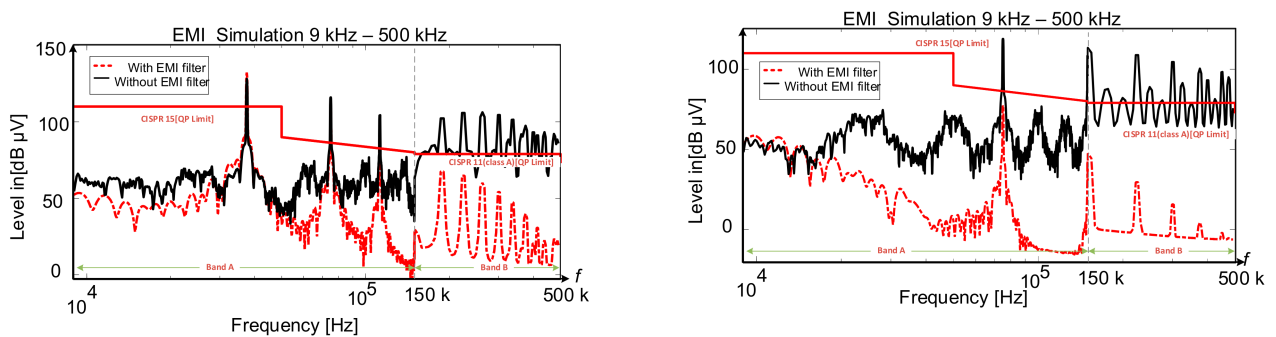 EMI Simulation 9 kHz – 500 kHz
150
With EMI filter
Without EMI filter
CISPR 15[QP Limit]
100
CISPR 11(class A)[QP Limit]
50
Level in[dB µV]
Band A
Band B
0
f
10^4
10^5
150 k
500 k
Frequency [Hz]
EMI Simulation 9 kHz – 500 kHz
CISPR 15[QP Limit]
100
With EMI filter
Without EMI filter
CISPR 11(class A)[QP Limit]
50
Level in[dB µV]
0
Band A
Band B
f
10^4
10^5
150 k
500 k
Frequency [Hz]